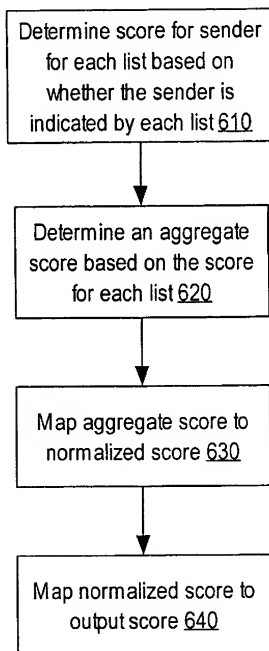 Determine score for sender
for each list based on
whether the sender is
indicated by each list 610
Determine an aggregate
score based on the score
for each list 620
Map aggregate score to
normalized score 630
Map normalized score to
output score 640